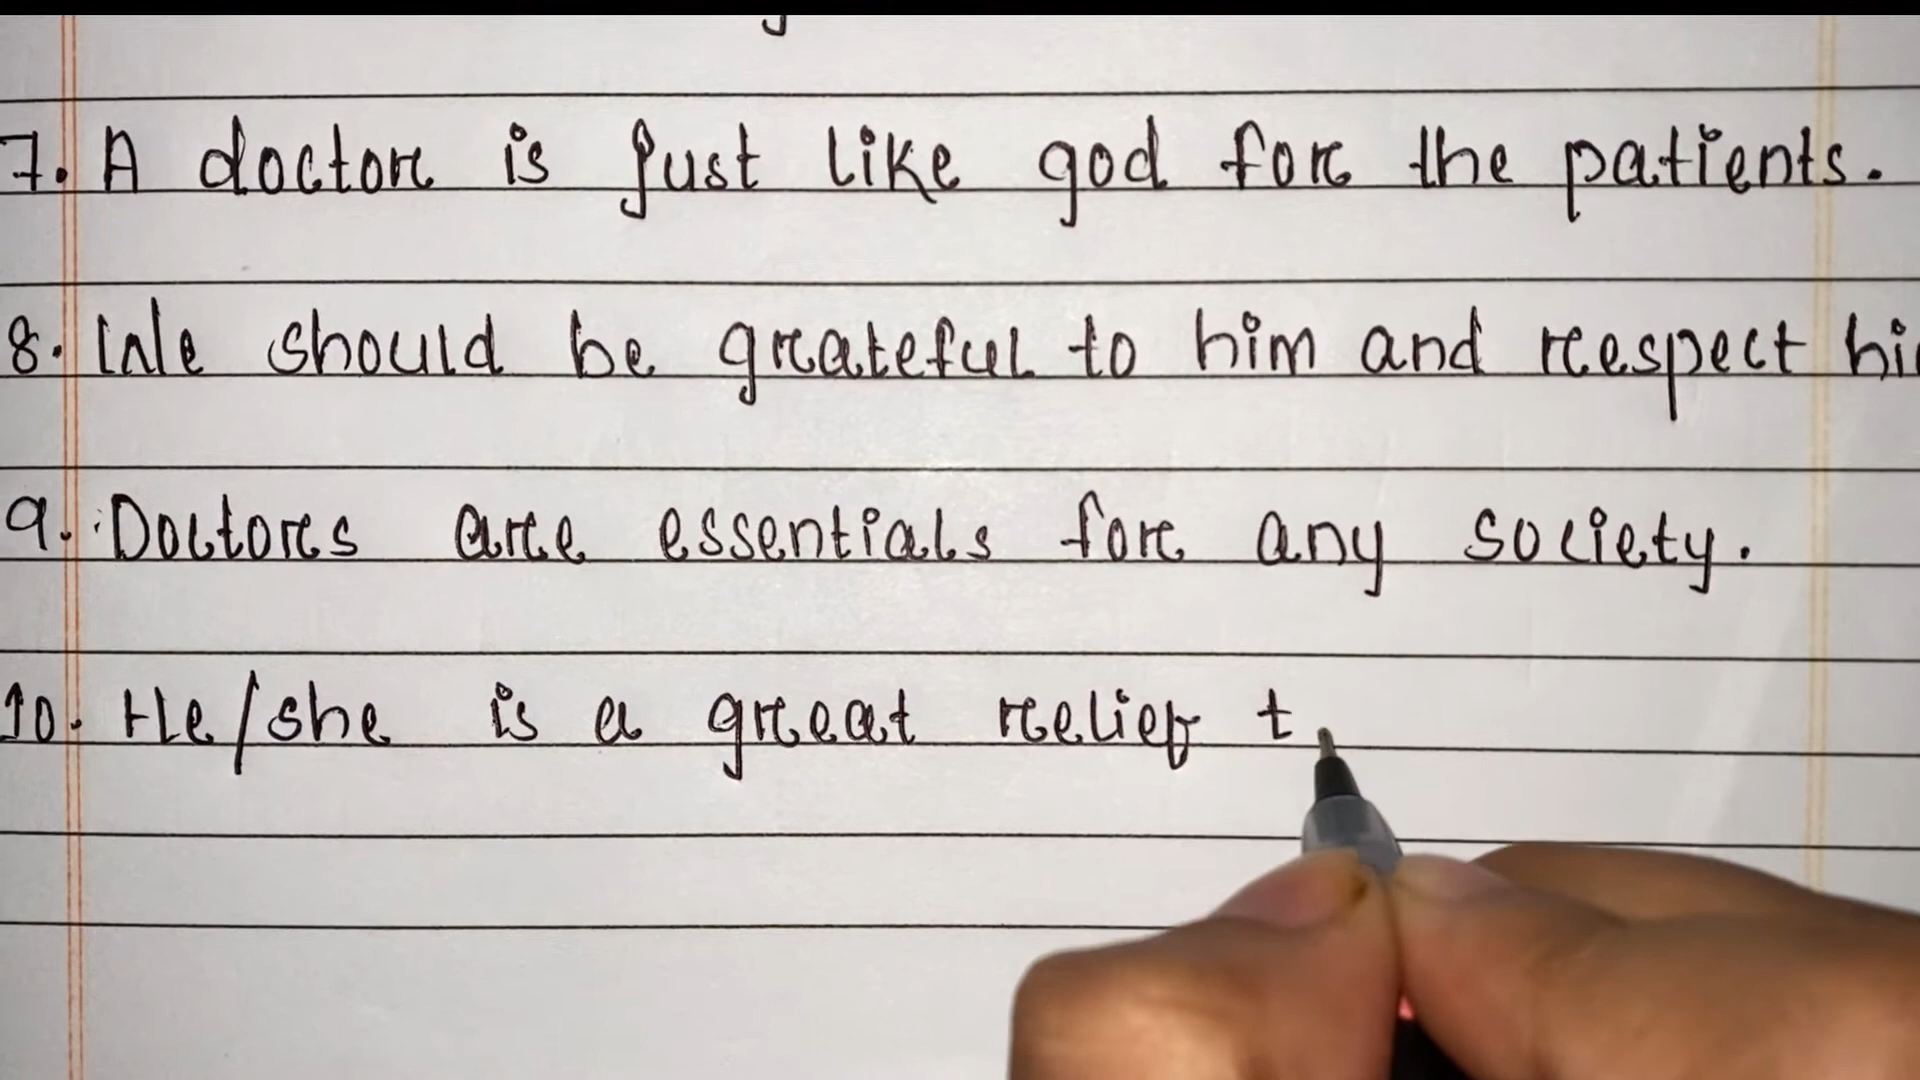 7. A doctor is just like god for the patients.
8. We should be grateful to him and respect hi
9. Doctors are essentials for any society.
10. He/she is a great relief t